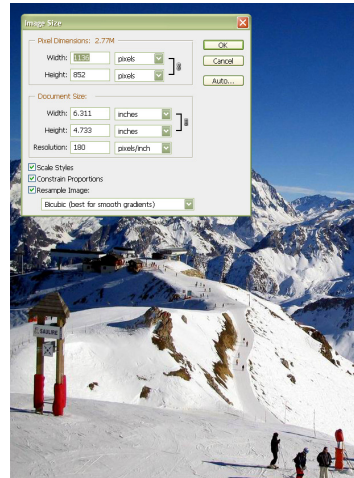 Image Size
Pixel Dimensions: 2.77M
Width: 1136 pixels
Height: 852 pixels
OK
Cancel
Auto...
Document Size:
Width: 6.311 inches
Height: 4.733 inches
Resolution: 180 pixels/inch
Scale Styles
Constrain Proportions
Resample Image:
Bicubic (best for smooth gradients)
SAULIRE